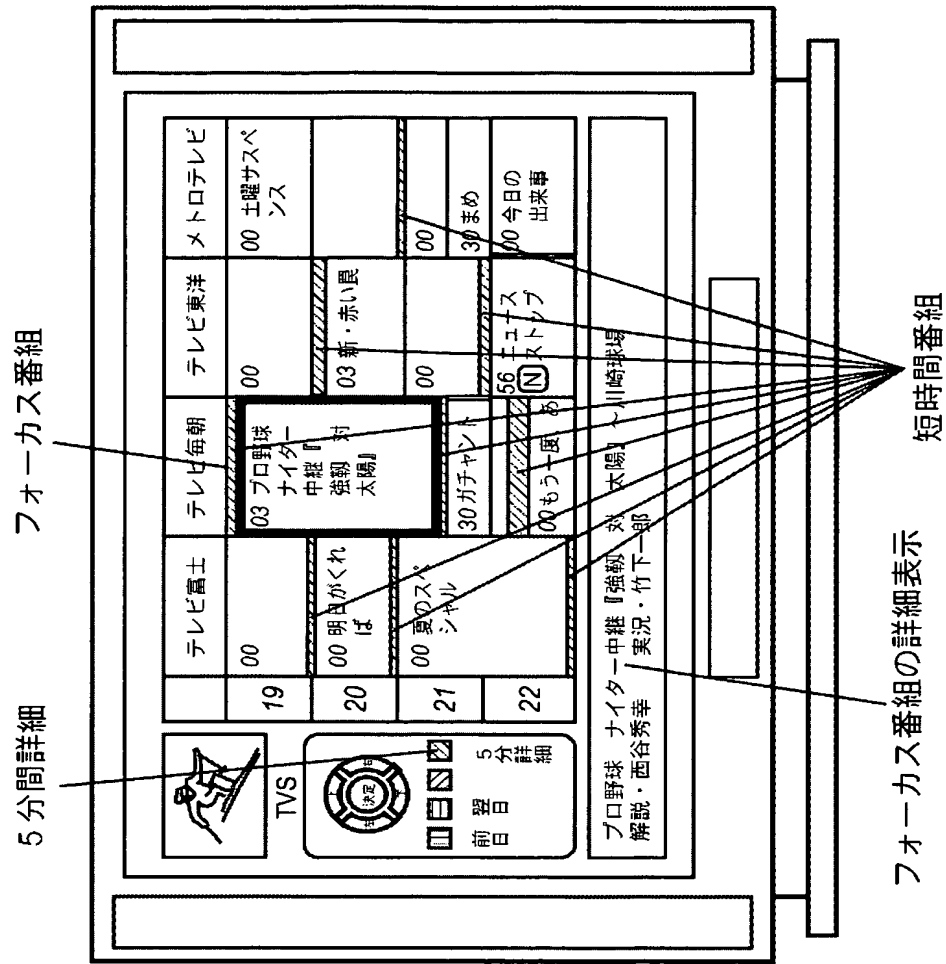 5分間詳細
フォーカス番組
TVS
決定
前日
翌日
5分詳細
テレビ富士
テレビ毎朝
テレビ東洋
メトロテレビ
19
20
21
22
00
00 明日がくれ
ば
00 夏のスペ
シャル
03 プロ野球
ナイター
中継『
強靱 対
太陽』
30 ガチャント
00 もう一度 あ
00
03 新・赤い罠
00
56 ニュース
N ストップ
00 土曜サスペ
ンス
00
30 まめ
00 今日の
出来事
プロ野球 ナイター中継『強靱 対 太陽』 ～川崎球場
解説・西谷秀幸 実況・竹下一郎
フォーカス番組の詳細表示
短時間番組